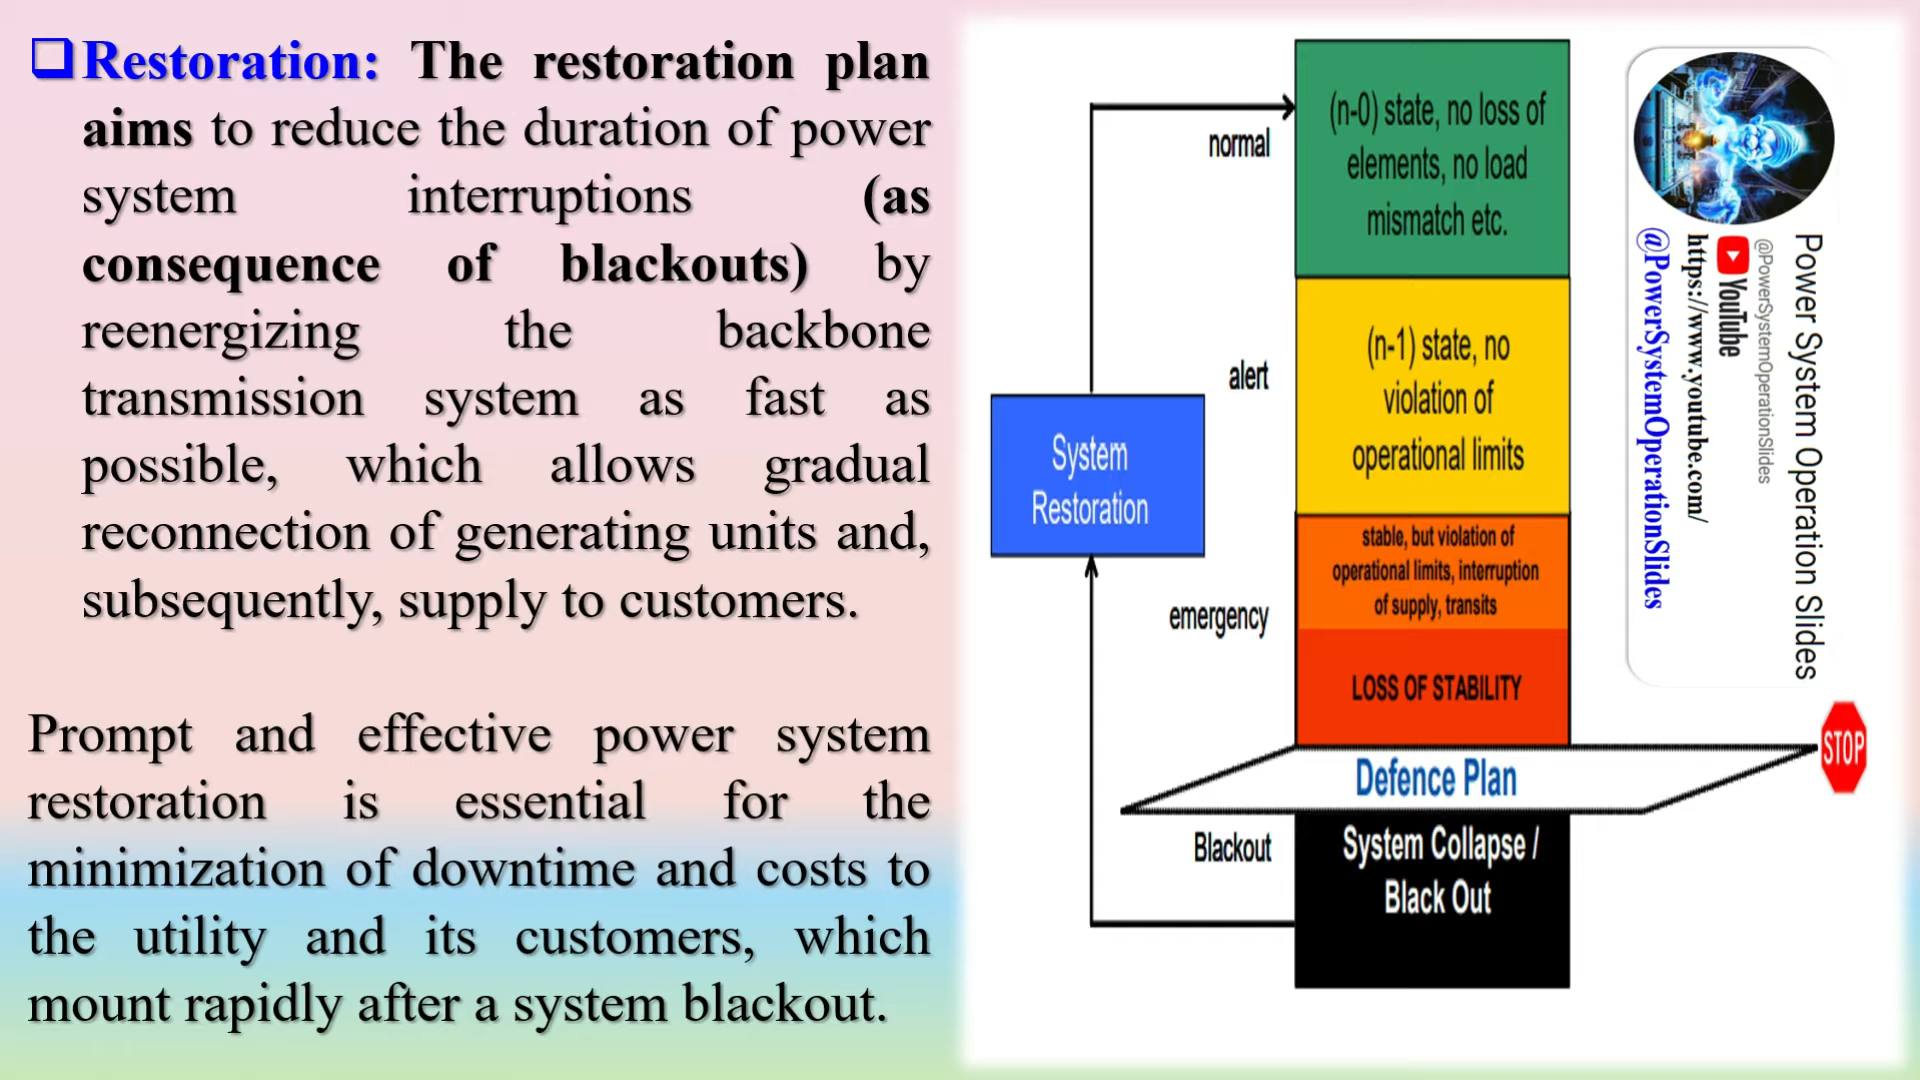 Restoration: The restoration plan
aims to reduce the duration of power
system interruptions (as
consequence of blackouts) by
reenergizing the backbone
transmission system as fast as
possible, which allows gradual
reconnection of generating units and,
subsequently, supply to customers.
Prompt and effective power system
restoration is essential for the
minimization of downtime and costs to
the utility and its customers, which
mount rapidly after a system blackout.
normal
(n-0) state, no loss of
elements, no load
mismatch etc.
alert
(n-1) state, no
violation of
operational limits
System
Restoration
emergency
stable, but violation of
operational limits, interruption
of supply, transits
LOSS OF STABILITY
Defence Plan
STOP
Blackout
System Collapse /
Black Out
Power System Operation Slides
@PowerSystemOperationSlides
YouTube
https://www.youtube.com/
@PowerSystemOperationSlides